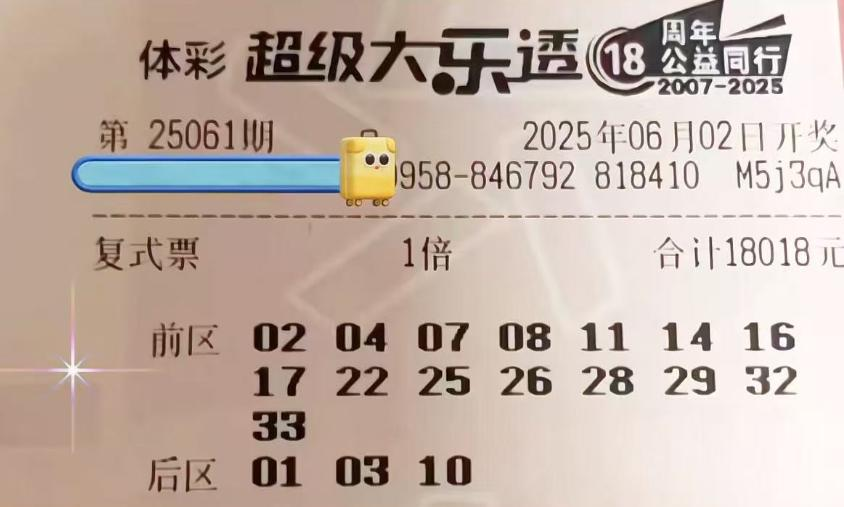 体彩 超级大乐透 18周年 公益同行 2007-2025
第 25061期 2025年06月02日开奖
958-846792 818410 M5j3qA
复式票 1倍 合计18018元
前区 02 04 07 08 11 14 16
17 22 25 26 28 29 32
33
后区 01 03 10